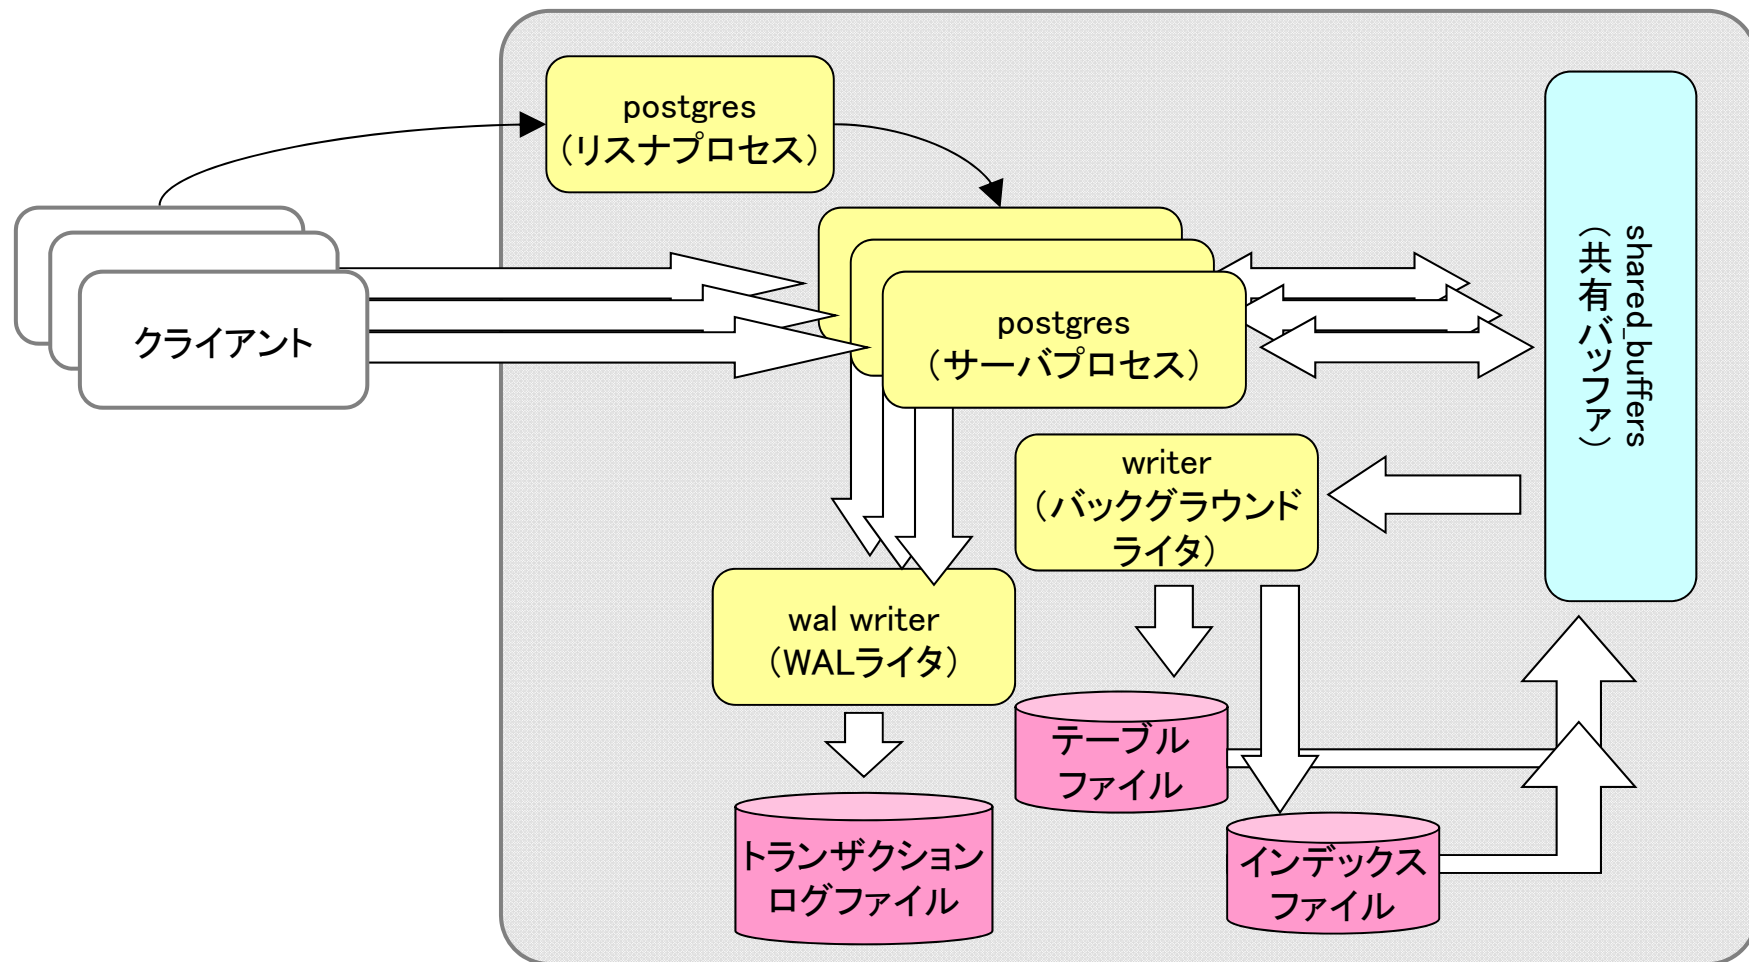 postgres
（リスナプロセス）
クライアント
postgres
（サーバプロセス）
shared_buffers
（共有バッファ）
writer
（バックグラウンド
ライタ）
wal writer
（WALライタ）
テーブル
ファイル
トランザクション
ログファイル
インデックス
ファイル